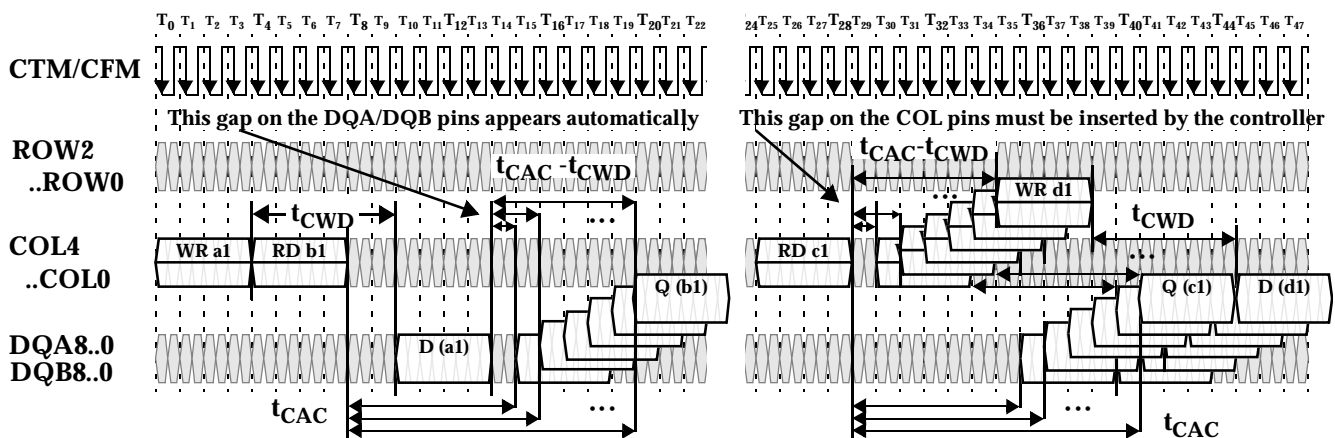 T0 T1 T2 T3 T4 T5 T6 T7 T8 T9 T10 T11 T12 T13 T14 T15 T16 T17 T18 T19 T20 T21 T22
24 T25 T26 T27 T28 T29 T30 T31 T32 T33 T34 T35 T36 T37 T38 T39 T40 T41 T42 T43 T44 T45 T46 T47
CTM/CFM
This gap on the DQA/DQB pins appears automatically
This gap on the COL pins must be inserted by the controller
ROW2
..ROW0
tCAC -tCWD
tCAC-tCWD
...
WR d1
tCWD
...
tCWD
COL4
..COL0
WR a1
RD b1
RD c1
...
Q (b1)
Q (c1)
D (d1)
DQA8..0
DQB8..0
D (a1)
tCAC
...
...
tCAC